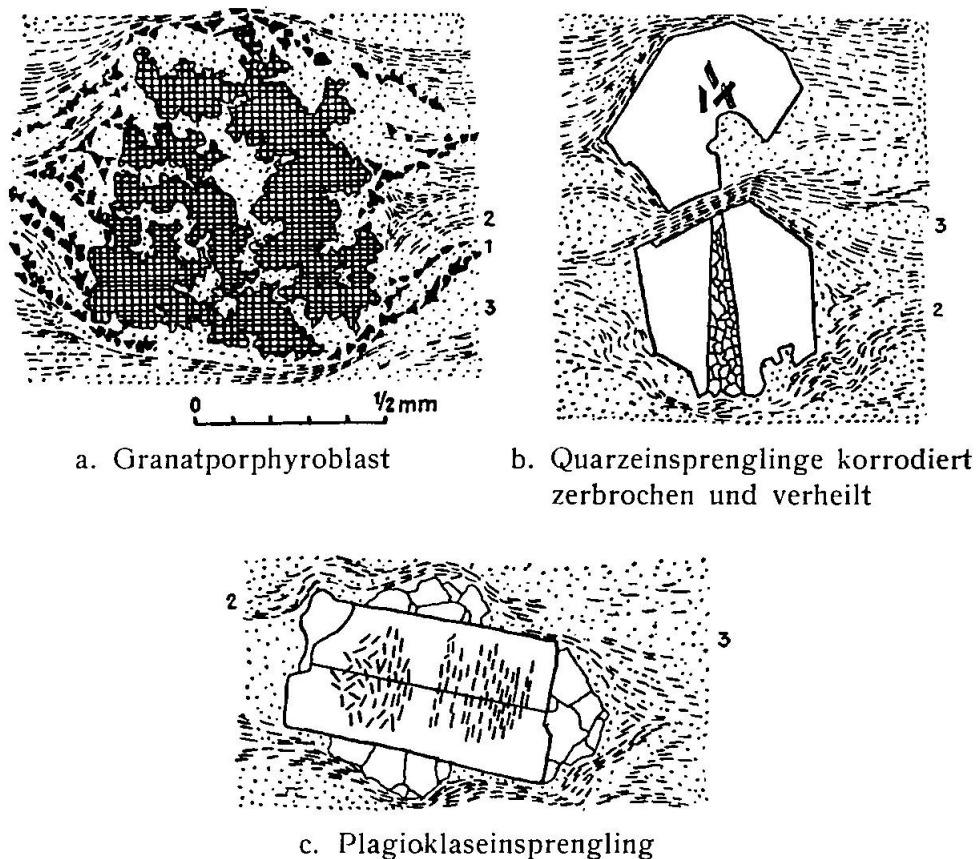 2
1
3
0 1/2 mm
a. Granatporphyroblast
3
2
b. Quarzeinsprenglinge korrodiert
zerbrochen und verheilt
2
3
c. Plagioklaseinsprengling